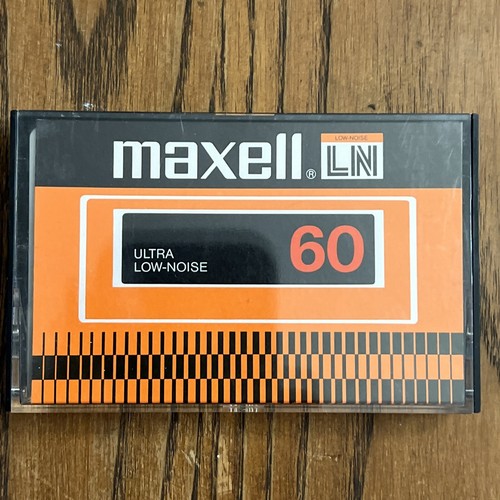 maxell®
LOW-NOISE
LN
ULTRA
LOW-NOISE
60